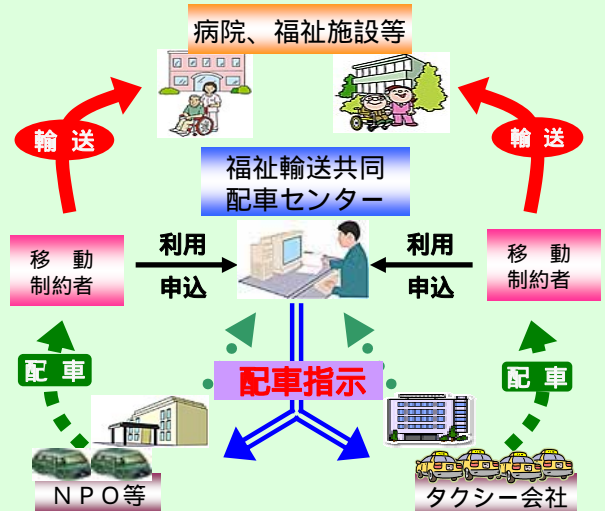 病院、福祉施設等
輸 送
輸 送
福祉輸送共同
配車センター
移 動
制約者
利用
申込
利用
申込
移 動
制約者
配 車
配車指示
配 車
ＮＰＯ等
タクシー会社